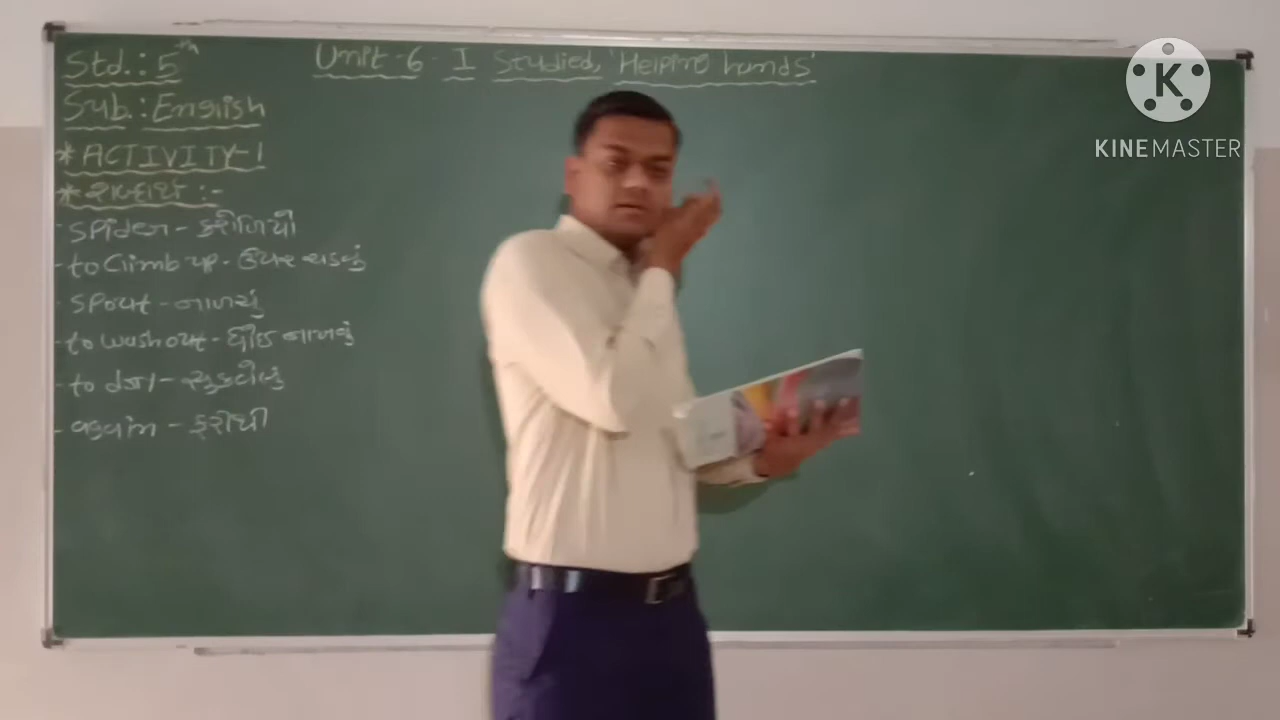 Std.: 5th
Unit-6. I Studied, 'Helping hands'
Sub.: English
* ACTIVITY-1
* શબ્દાર્થ :-
- Spider - કરોળિયો
- to climb up - ઉપર ચડવું
- spout - નાળચું
- to wash out - ધોઈ નાખવું
- to dry - સુકવવું
- again - ફરીથી
K
KINEMASTER